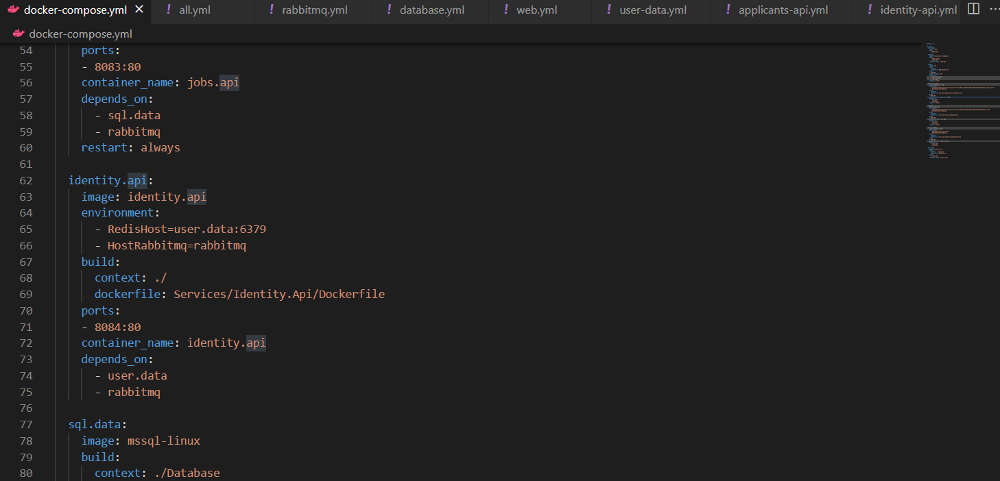 docker-compose.yml × ! all.yml ! rabbitmq.yml ! database.yml ! web.yml ! user-data.yml ! applicants-api.yml ! identity-api.yml ...
docker-compose.yml
54 ports:
55 - 8083:80
56 container_name: jobs.api
57 depends_on:
58 - sql.data
59 - rabbitmq
60 restart: always
61
62 identity.api:
63 image: identity.api
64 environment:
65 - RedisHost=user.data:6379
66 - HostRabbitmq=rabbitmq
67 build:
68 context: ./
69 dockerfile: Services/Identity.Api/Dockerfile
70 ports:
71 - 8084:80
72 container_name: identity.api
73 depends_on:
74 - user.data
75 - rabbitmq
76
77 sql.data:
78 image: mssql-linux
79 build:
80 context: ./Database